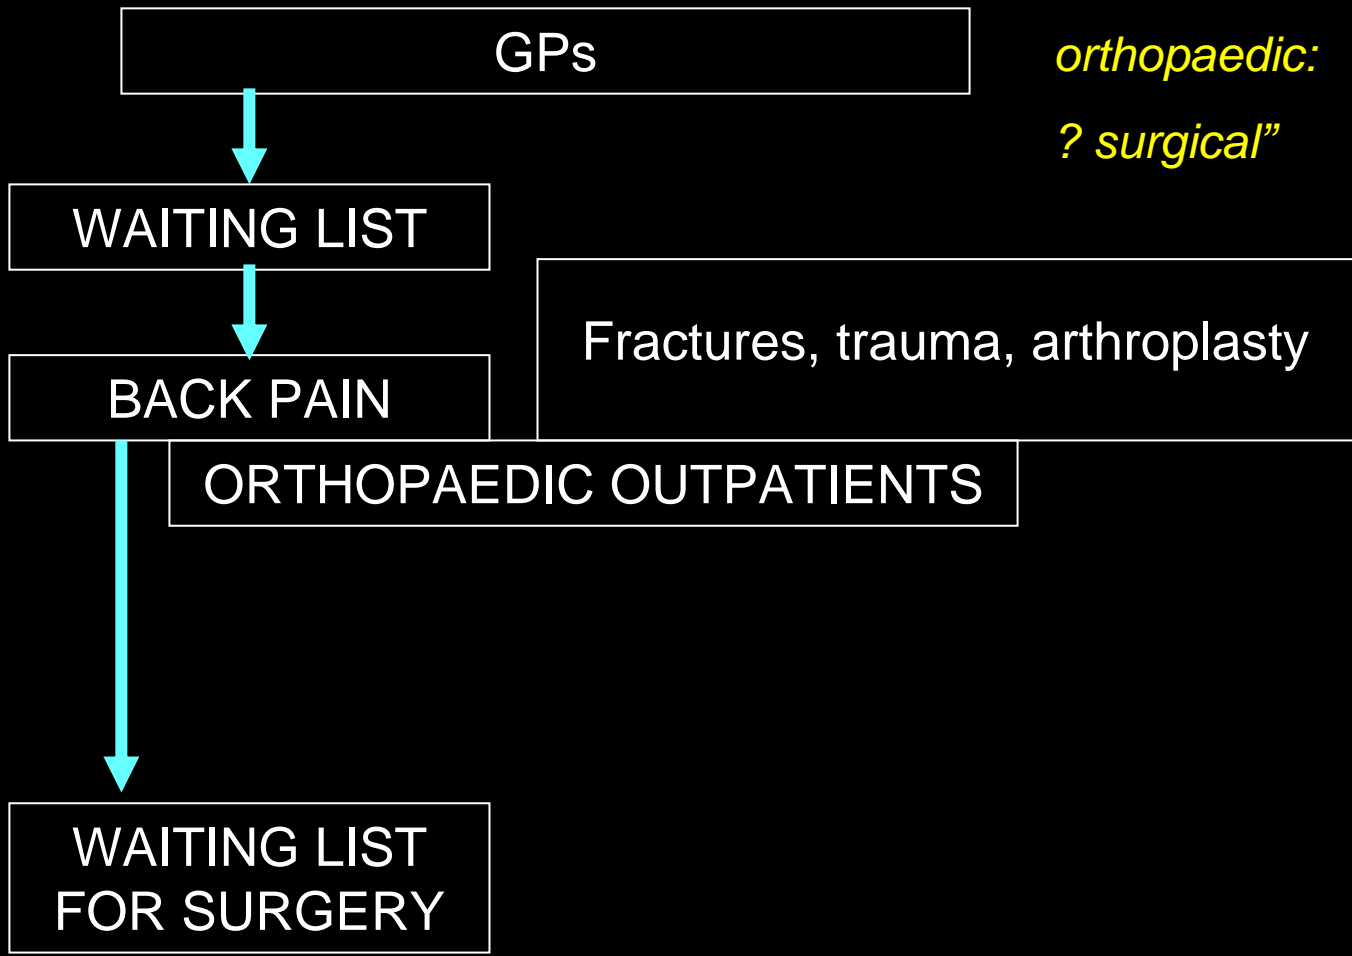 GPs
orthopaedic:
? surgical”
WAITING LIST
Fractures, trauma, arthroplasty
BACK PAIN
ORTHOPAEDIC OUTPATIENTS
WAITING LIST
FOR SURGERY